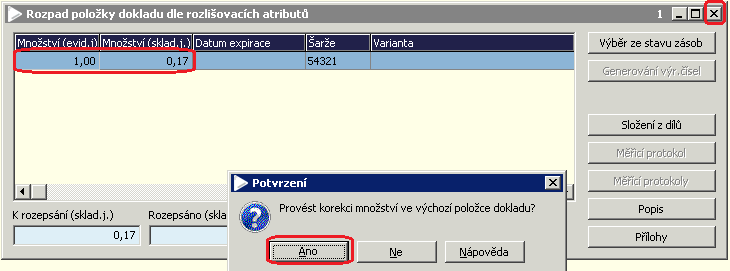 Rozpad položky dokladu dle rozlišovacích atributů 1
Množství (evid.j) Množství (sklad.j.) Datum expirace Šarže Varianta
1,00 0,17 54321
Výběr ze stavu zásob
Generování výr.čísel
Složení z dílů
Měřicí protokol
Měřicí protokoly
Popis
Přílohy
K rozepsání (sklad.j.) Rozepsáno (skla
0,17
Potvrzení
Provést korekci množství ve výchozí položce dokladu?
Ano Ne Nápověda